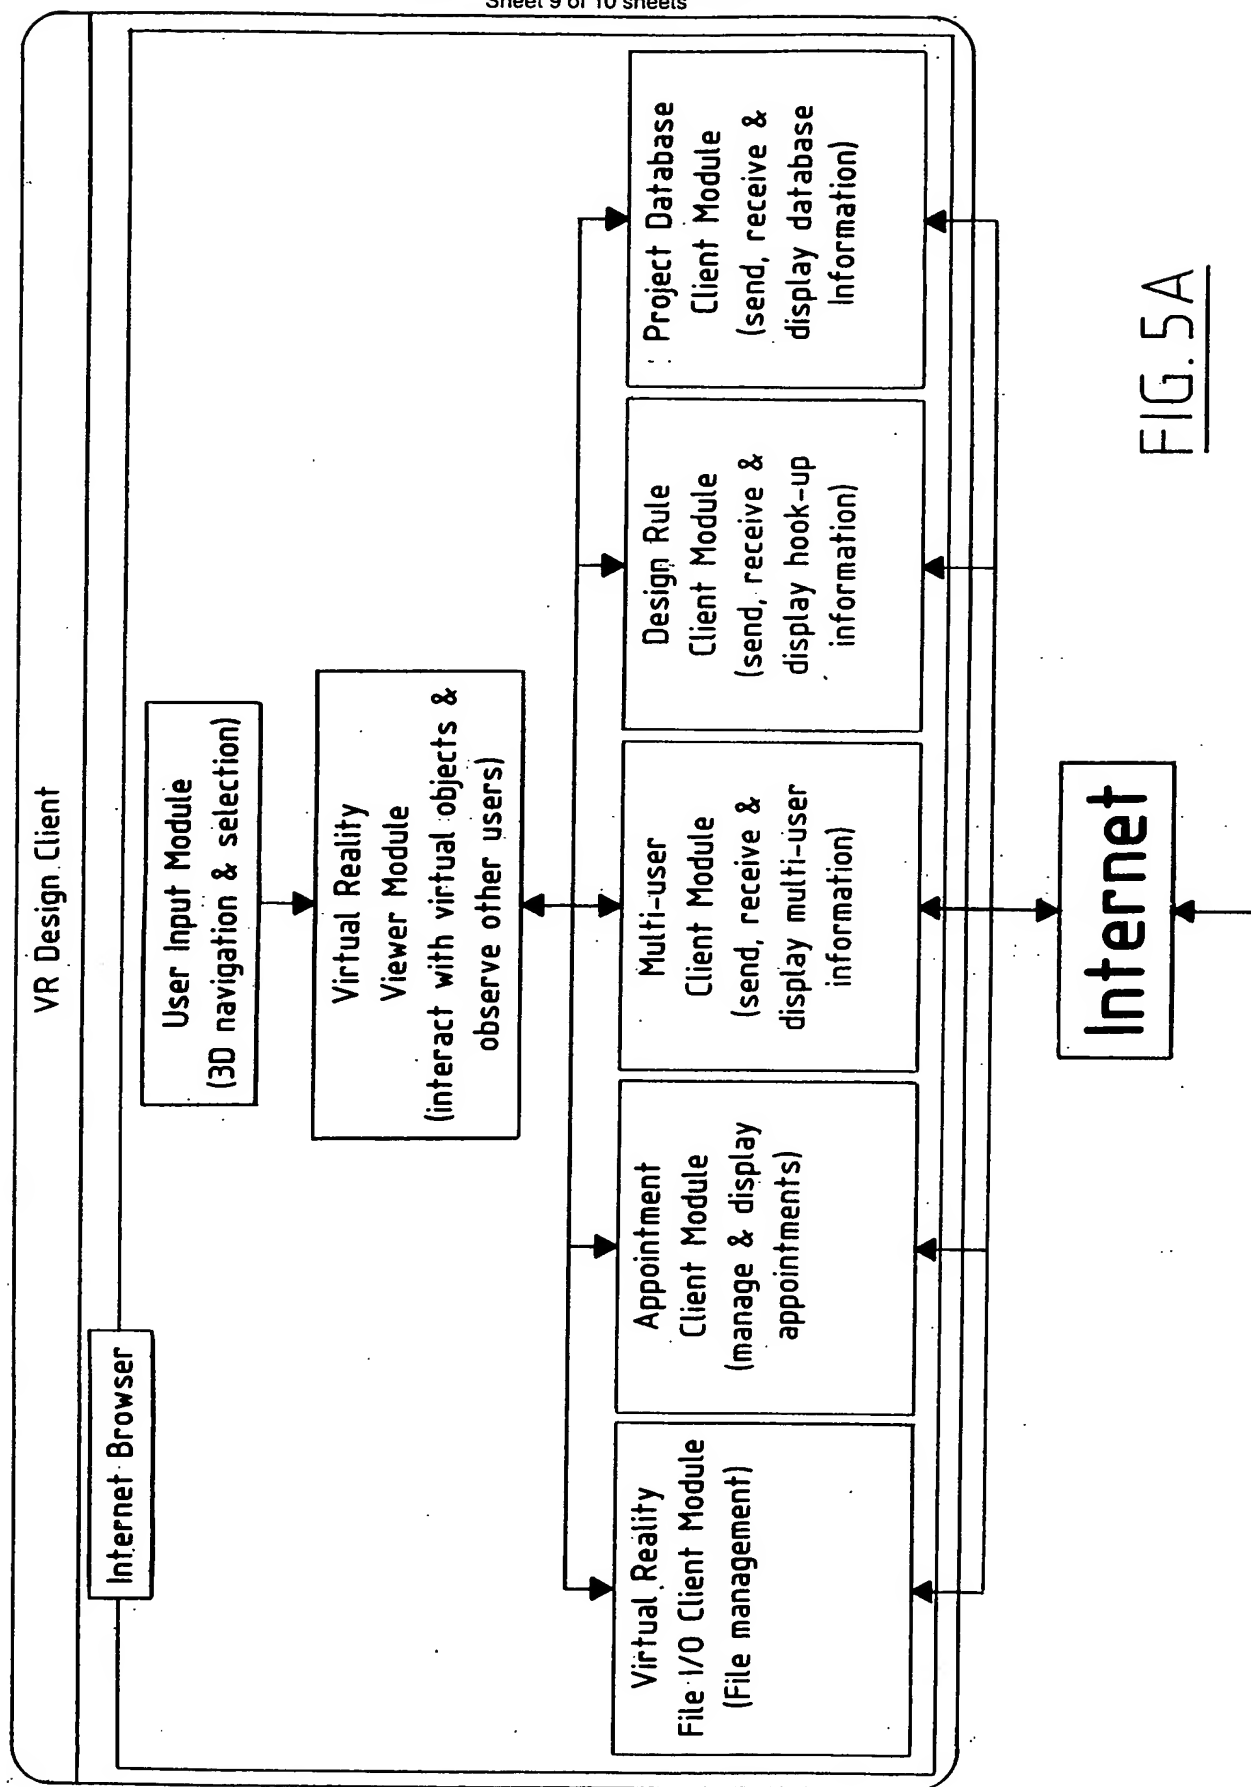 Sheet 9 of 10 sheets
VR Design Client
Internet Browser
User Input Module
(3D navigation & selection)
Virtual Reality
Viewer Module
(interact with virtual objects &
observe other users)
Virtual Reality
File I/O Client Module
(File management)
Appointment
Client Module
(manage & display
appointments)
Multi-user
Client Module
(send, receive &
display multi-user
information)
Design Rule
Client Module
(send, receive &
display hook-up
information)
Project Database
Client Module
(send, receive &
display database
Information)
Internet
FIG. 5A